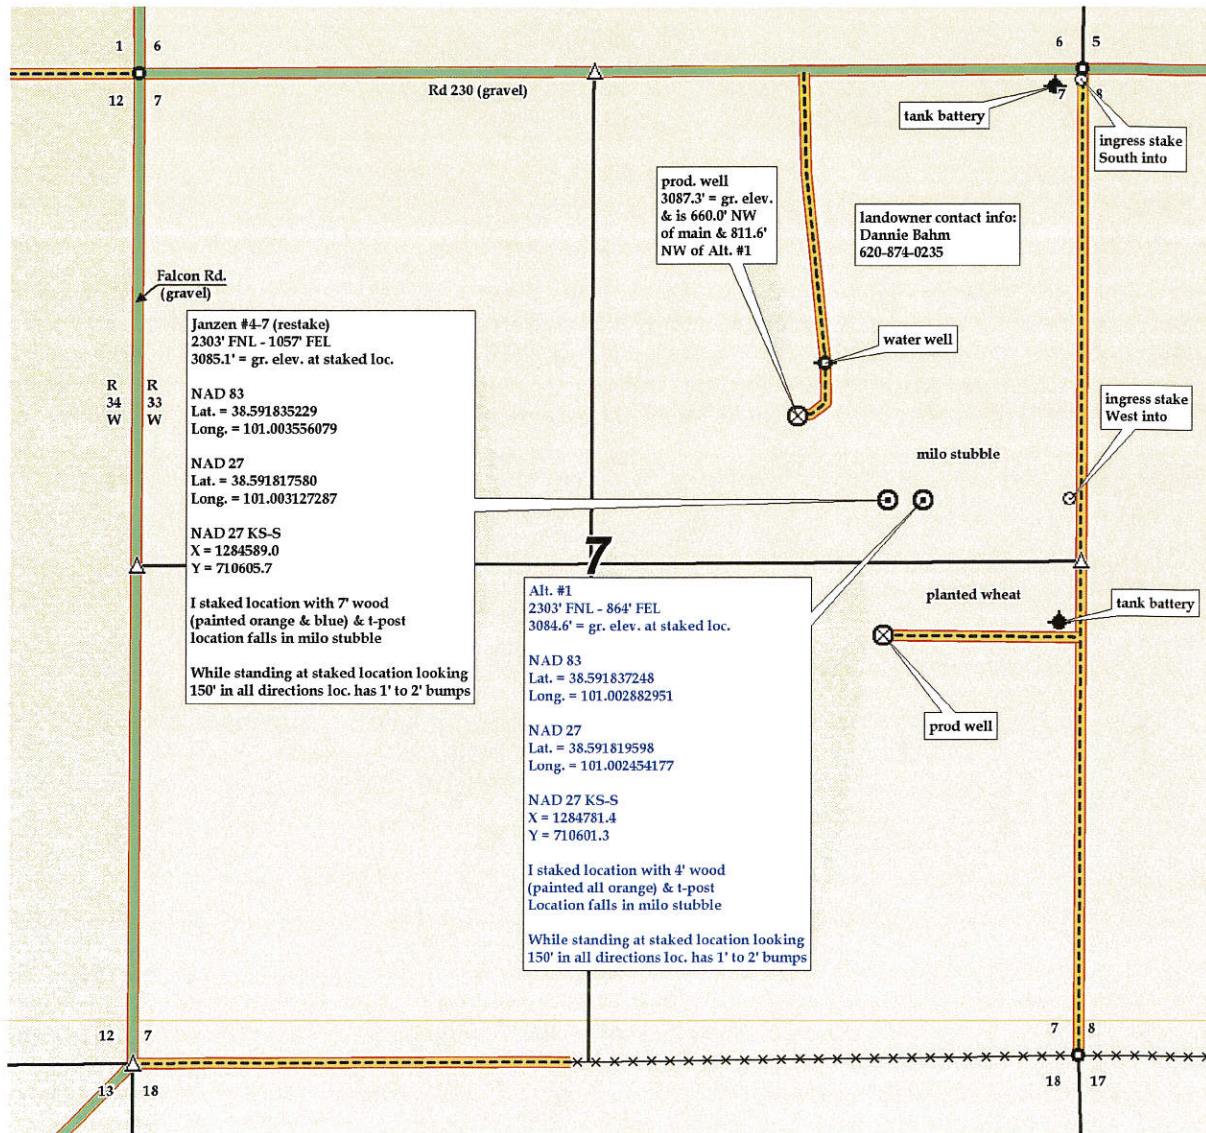 1
6
6
5
12
7
7
8
Rd 230 (gravel)
tank battery
ingress stake
South into
prod. well
3087.3' = gr. elev.
& is 660.0' NW
of main & 811.6'
NW of Alt. #1
landowner contact info:
Dannie Bahm
620-874-0235
Falcon Rd.
(gravel)
Janzen #4-7 (restake)
2303' FNL - 1057' FEL
3085.1' = gr. elev. at staked loc.
NAD 83
Lat. = 38.591835229
Long. = 101.003556079
NAD 27
Lat. = 38.591817580
Long. = 101.003127287
NAD 27 KS-S
X = 1284589.0
Y = 710605.7
I staked location with 7' wood
(painted orange & blue) & t-post
location falls in milo stubble
While standing at staked location looking
150' in all directions loc. has 1' to 2' bumps
R
34
W
R
33
W
water well
ingress stake
West into
milo stubble
7
Alt. #1
2303' FNL - 864' FEL
3084.6' = gr. elev. at staked loc.
NAD 83
Lat. = 38.591837248
Long. = 101.002882951
NAD 27
Lat. = 38.591819598
Long. = 101.002454177
NAD 27 KS-S
X = 1284781.4
Y = 710601.3
I staked location with 4' wood
(painted all orange) & t-post
Location falls in milo stubble
While standing at staked location looking
150' in all directions loc. has 1' to 2' bumps
planted wheat
tank battery
prod well
12
7
7
8
13
18
18
17